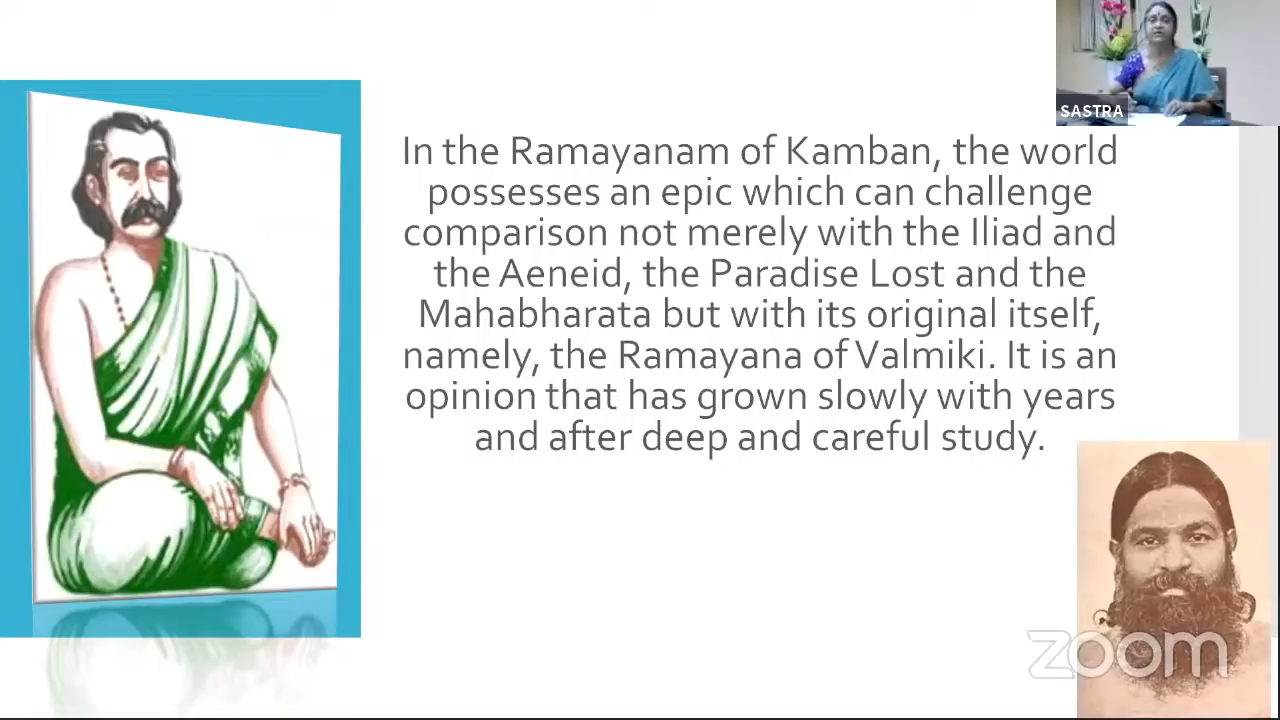 SASTRA
In the Ramayanam of Kamban, the world
possesses an epic which can challenge
comparison not merely with the Iliad and
the Aeneid, the Paradise Lost and the
Mahabharata but with its original itself,
namely, the Ramayana of Valmiki. It is an
opinion that has grown slowly with years
and after deep and careful study.
zoom